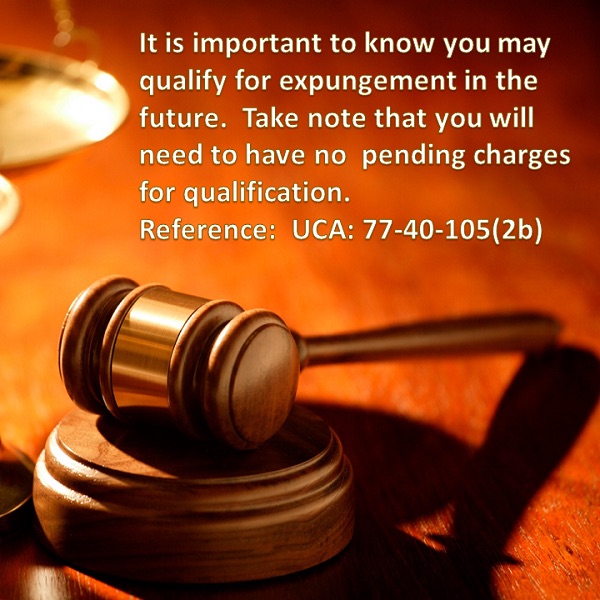 It is important to know you may
qualify for expungement in the
future.  Take note that you will
need to have no  pending charges
for qualification.
Reference:  UCA: 77-40-105(2b)